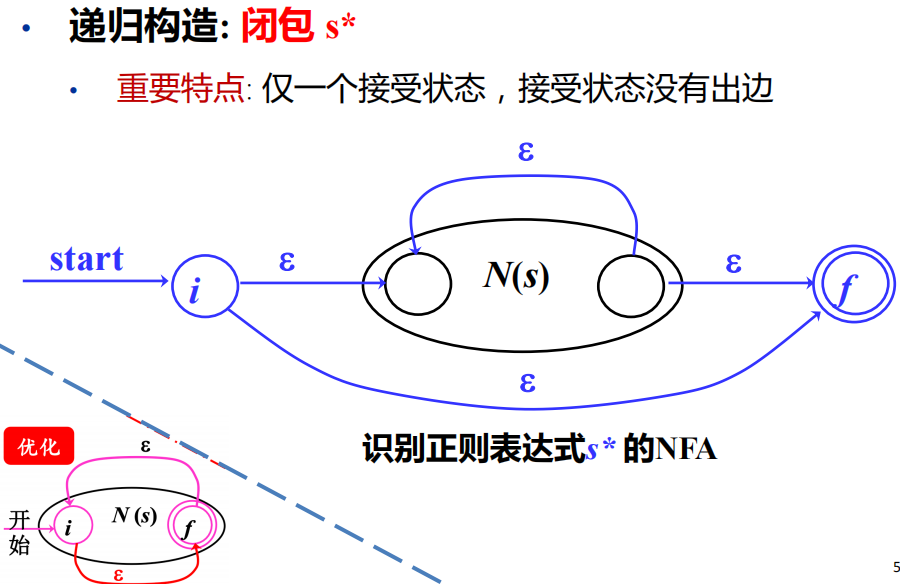 • 递归构造: 闭包 s*
• 重要特点: 仅一个接受状态，接受状态没有出边
ε
start
i
ε
N(s)
ε
f
ε
识别正则表达式s* 的NFA
优化
ε
开始
i
N (s)
f
ε
5